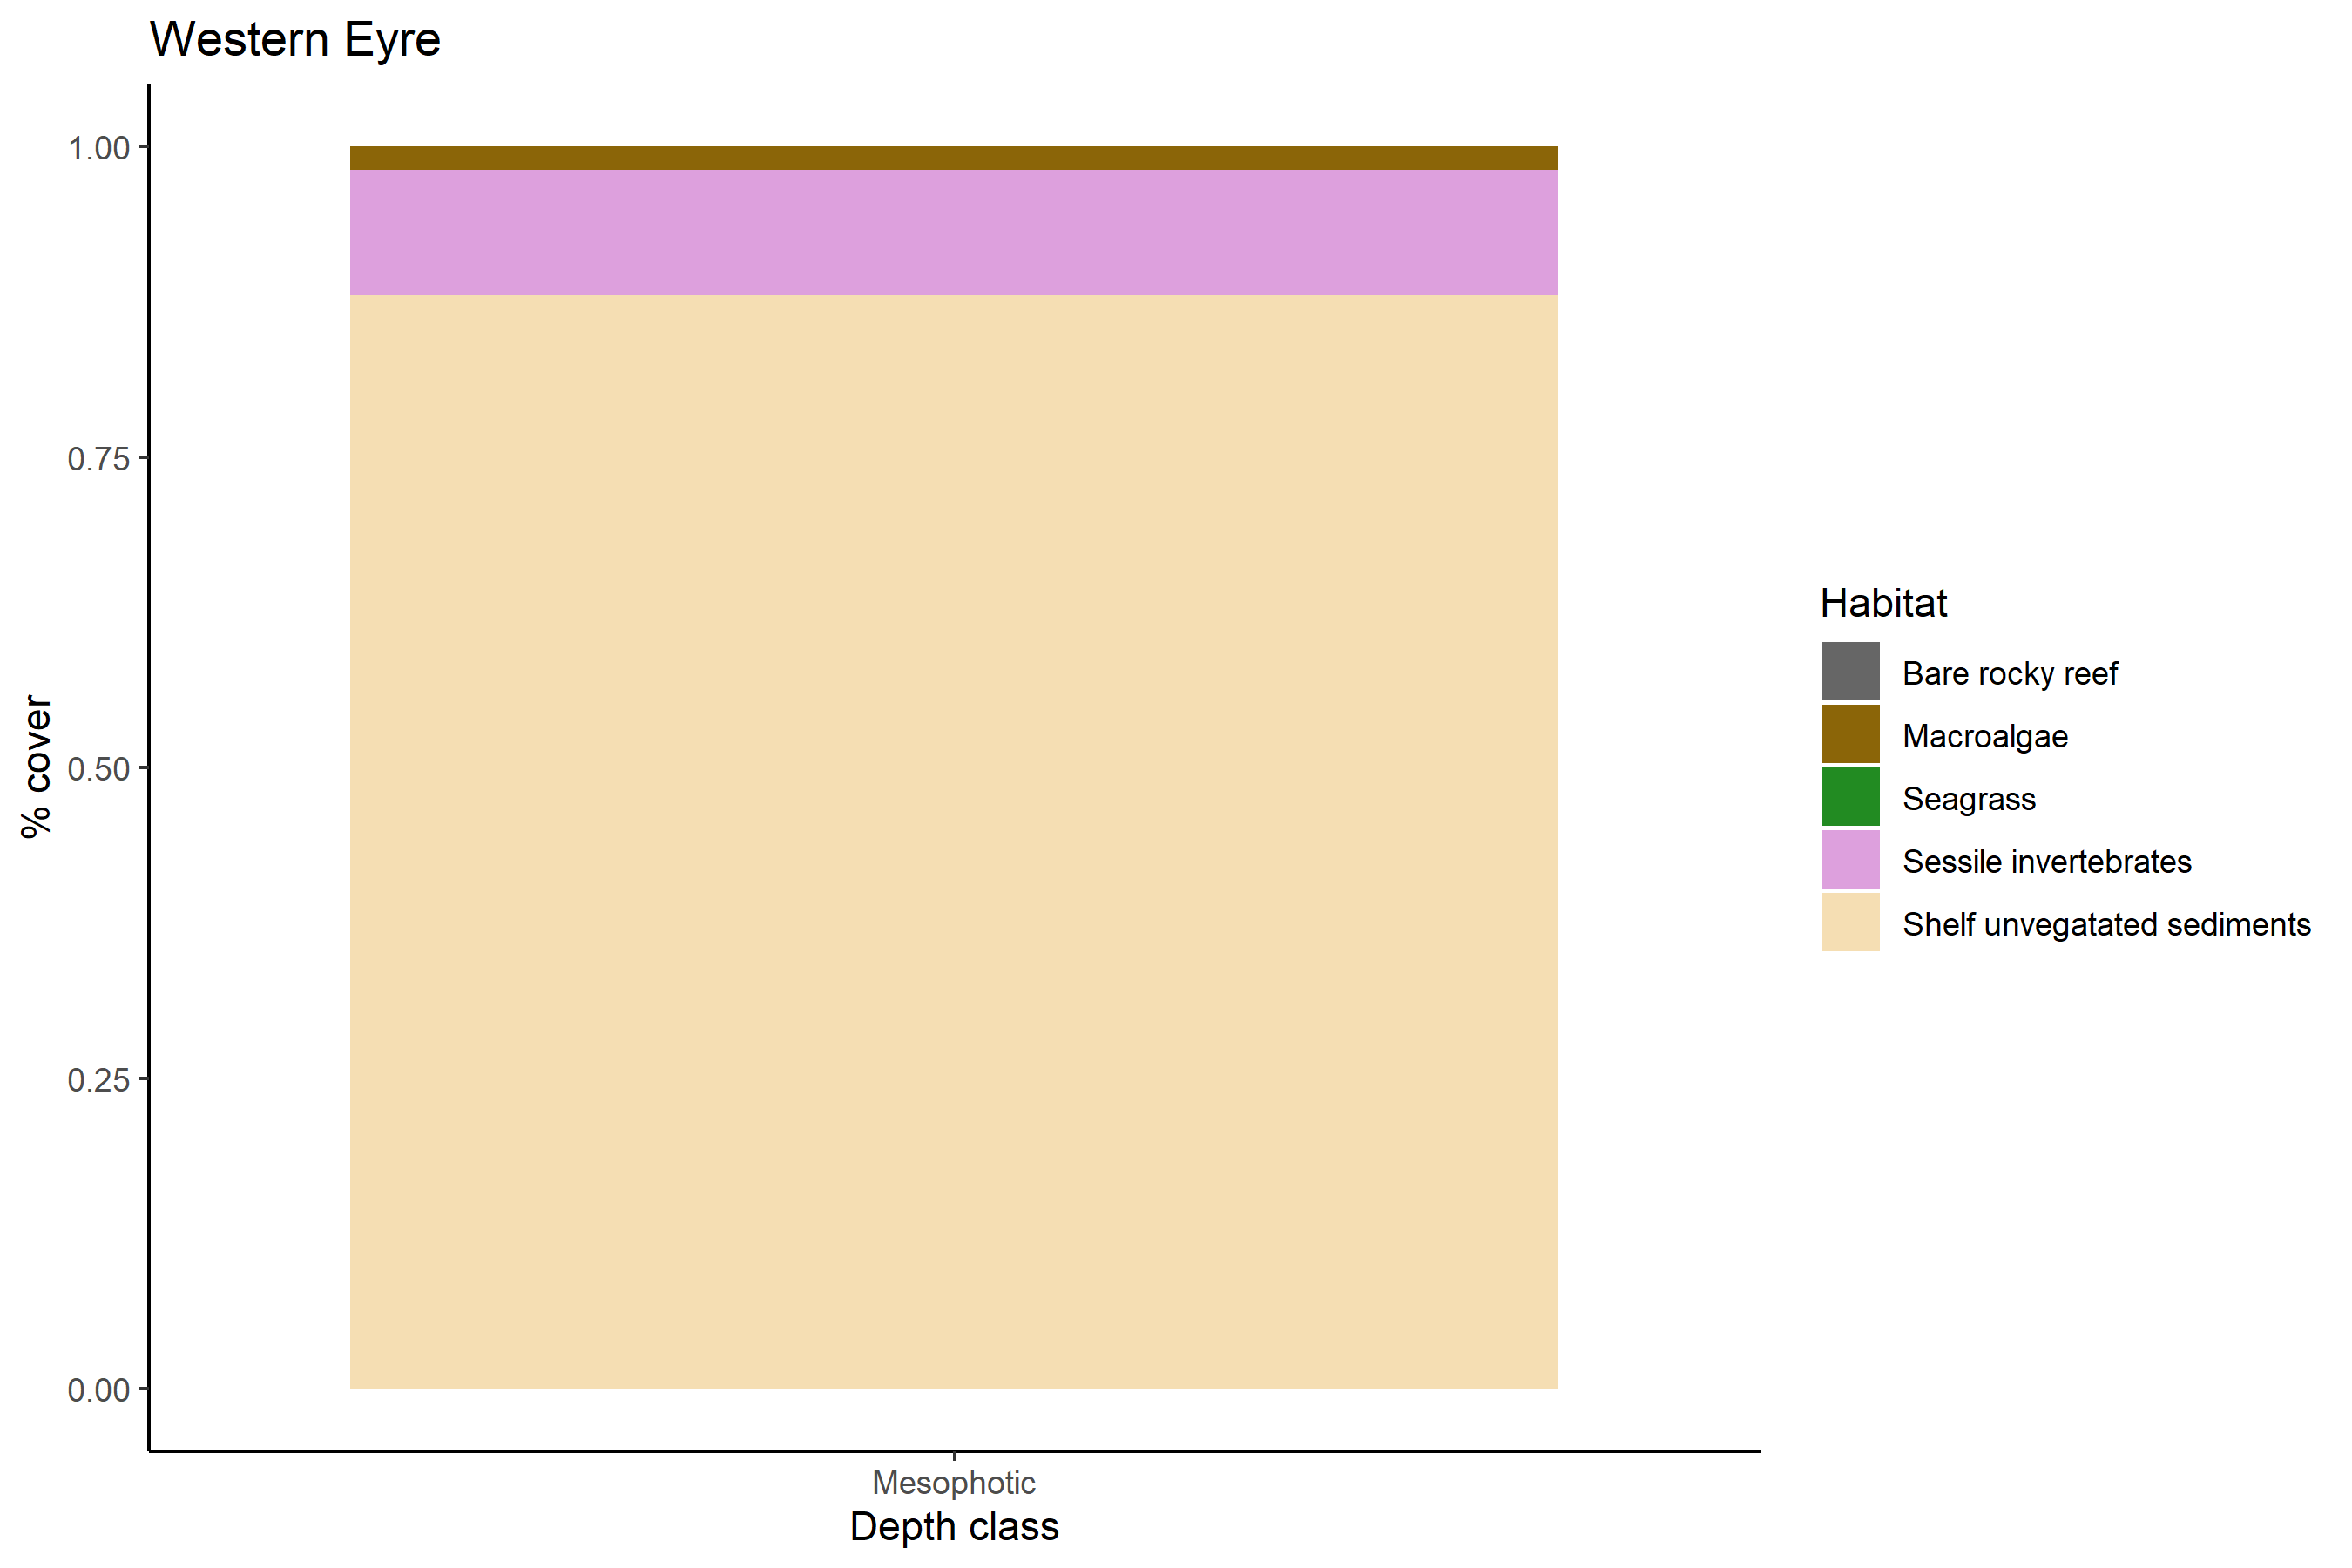 Western Eyre
1.00
0.75
0.50
0.25
0.00
% cover
Mesophotic
Depth class
Habitat
Bare rocky reef
Macroalgae
Seagrass
Sessile invertebrates
Shelf unvegatated sediments